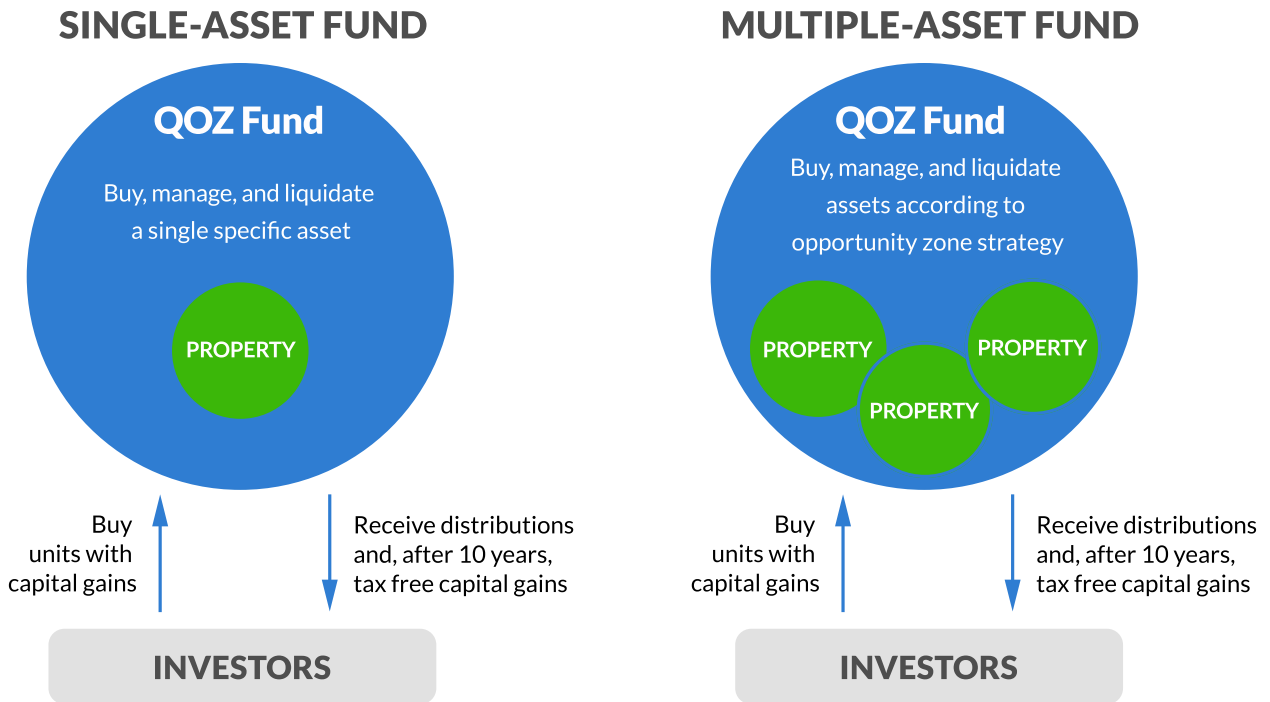 SINGLE-ASSET FUND
QOZ Fund
Buy, manage, and liquidate
a single specific asset
PROPERTY
Buy
units with
capital gains
Receive distributions
and, after 10 years,
tax free capital gains
INVESTORS
MULTIPLE-ASSET FUND
QOZ Fund
Buy, manage, and liquidate
assets according to
opportunity zone strategy
PROPERTY
PROPERTY
PROPERTY
Buy
units with
capital gains
Receive distributions
and, after 10 years,
tax free capital gains
INVESTORS